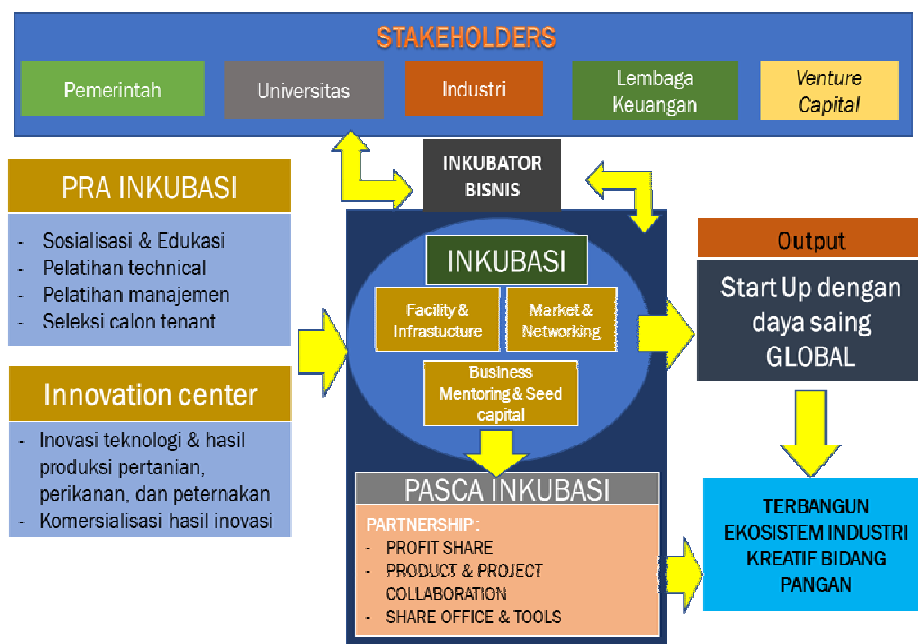 STAKEHOLDERS
Pemerintah
Universitas
Industri
Lembaga
Keuangan
Venture
Capital
INKUBATOR
BISNIS
PRA INKUBASI
- Sosialisasi & Edukasi
- Pelatihan technical
- Pelatihan manajemen
- Seleksi calon tenant
Innovation center
- Inovasi teknologi & hasil
produksi pertanian,
perikanan, dan peternakan
- Komersialisasi hasil inovasi
INKUBASI
Facility &
Infrastucture
Market &
Networking
Business
Mentoring & Seed
capital
PASCA INKUBASI
PARTNERSHIP :
- PROFIT SHARE
- PRODUCT & PROJECT
COLLABORATION
- SHARE OFFICE & TOOLS
Output
Start Up dengan
daya saing
GLOBAL
TERBANGUN
EKOSISTEM INDUSTRI
KREATIF BIDANG
PANGAN